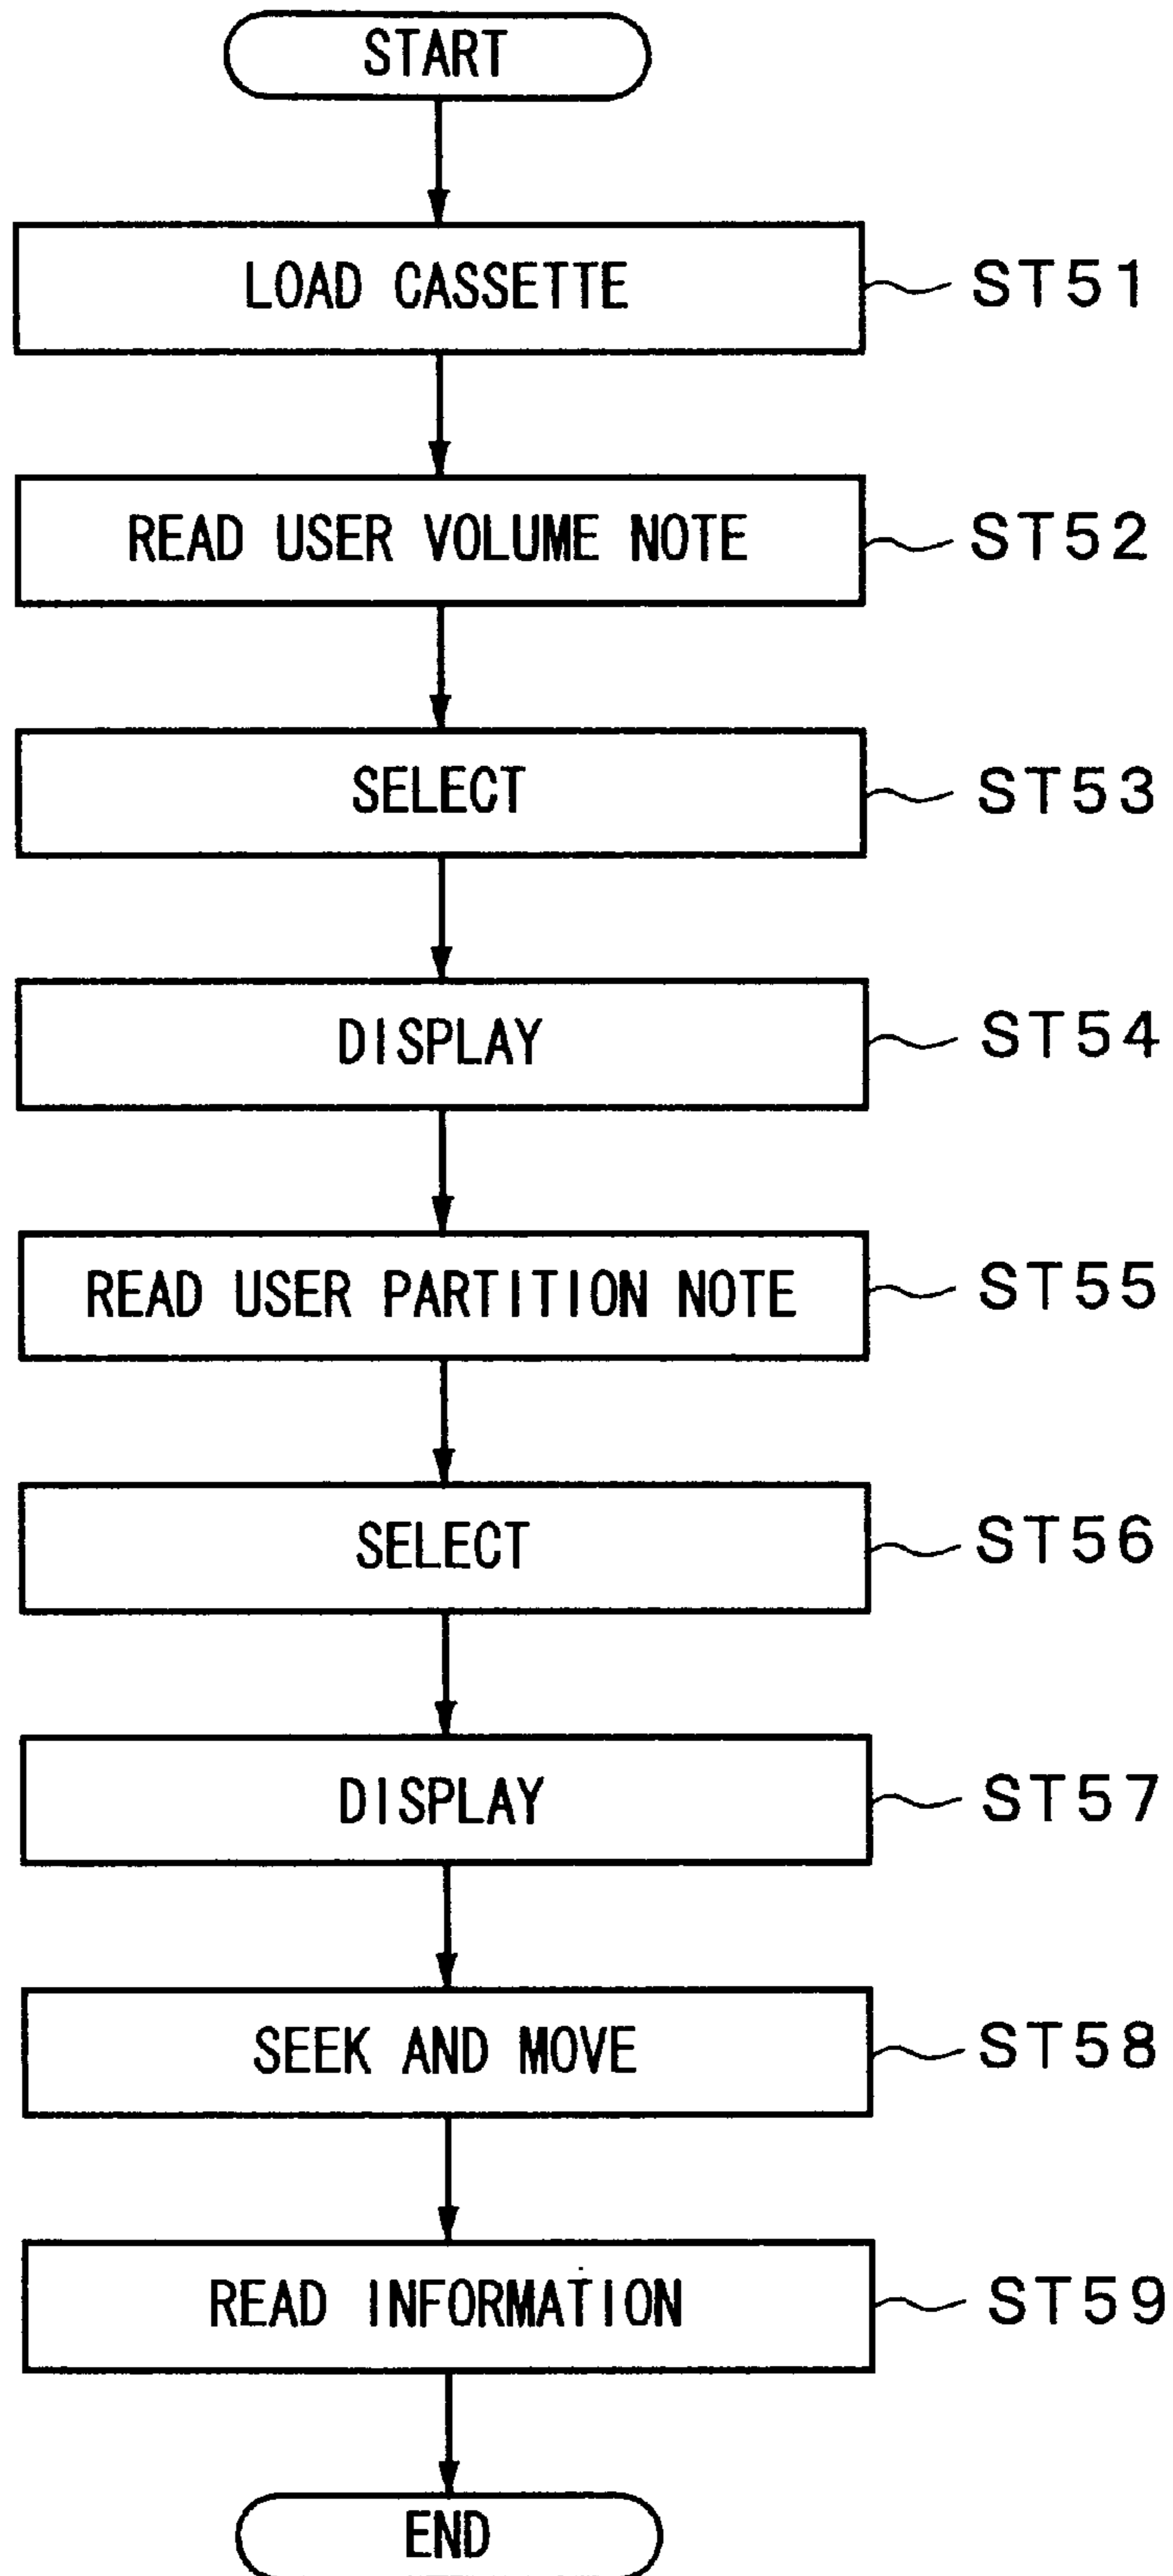 START
LOAD CASSETTE ST51
READ USER VOLUME NOTE ST52
SELECT ST53
DISPLAY ST54
READ USER PARTITION NOTE ST55
SELECT ST56
DISPLAY ST57
SEEK AND MOVE ST58
READ INFORMATION ST59
END